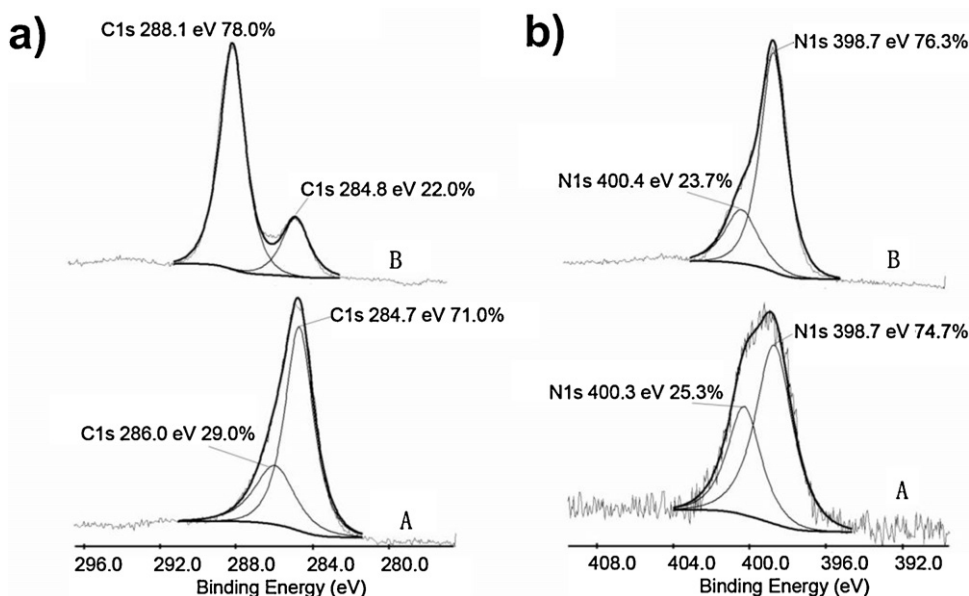 a)
C1s 288.1 eV 78.0%
C1s 284.8 eV 22.0%
B
C1s 284.7 eV 71.0%
C1s 286.0 eV 29.0%
A
296.0 292.0 288.0 284.0 280.0
Binding Energy (eV)
b)
N1s 398.7 eV 76.3%
N1s 400.4 eV 23.7%
B
N1s 398.7 eV 74.7%
N1s 400.3 eV 25.3%
A
408.0 404.0 400.0 396.0 392.0
Binding Energy (eV)